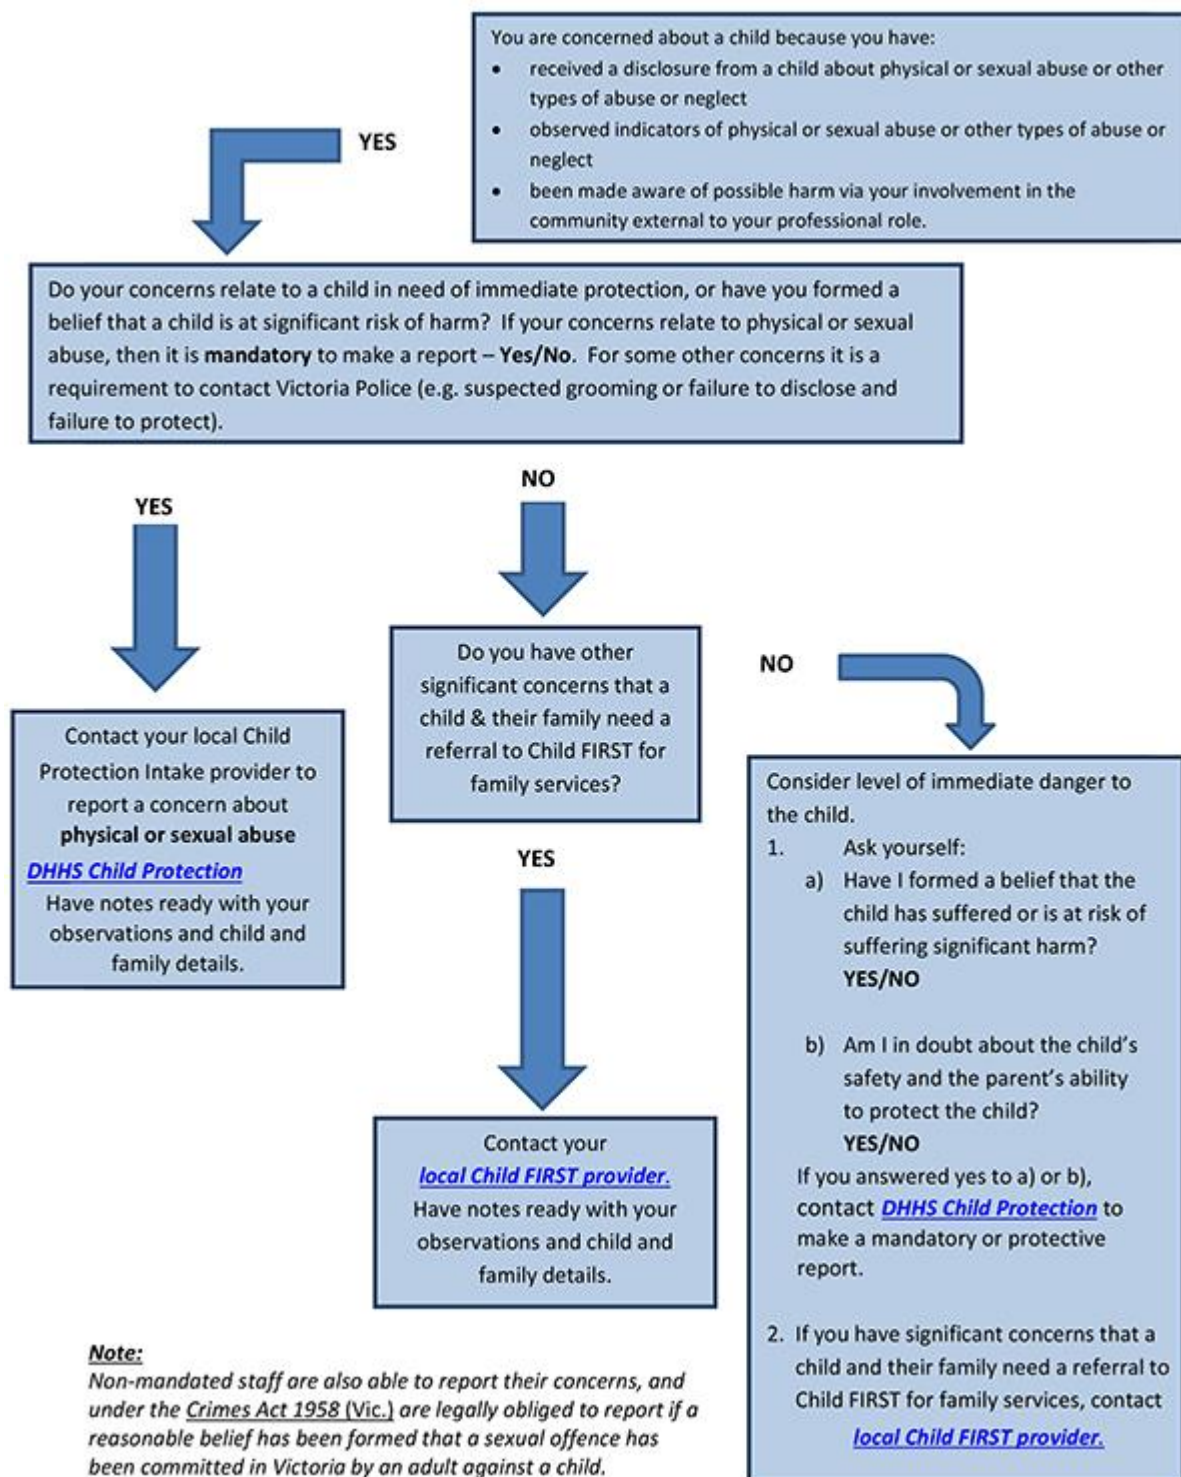 You are concerned about a child because you have:
• received a disclosure from a child about physical or sexual abuse or other
types of abuse or neglect
• observed indicators of physical or sexual abuse or other types of abuse or
neglect
• been made aware of possible harm via your involvement in the
community external to your professional role.
YES
Do your concerns relate to a child in need of immediate protection, or have you formed a
belief that a child is at significant risk of harm? If your concerns relate to physical or sexual
abuse, then it is mandatory to make a report – Yes/No. For some other concerns it is a
requirement to contact Victoria Police (e.g. suspected grooming or failure to disclose and
failure to protect).
YES
NO
Contact your local Child
Protection Intake provider to
report a concern about
physical or sexual abuse
DHHS Child Protection
Have notes ready with your
observations and child and
family details.
Do you have other
significant concerns that a
child & their family need a
referral to Child FIRST for
family services?
YES
NO
Contact your
local Child FIRST provider.
Have notes ready with your
observations and child and
family details.
Consider level of immediate danger to
the child.
1. Ask yourself:
a) Have I formed a belief that the
child has suffered or is at risk of
suffering significant harm?
YES/NO
b) Am I in doubt about the child's
safety and the parent's ability
to protect the child?
YES/NO
If you answered yes to a) or b),
contact DHHS Child Protection to
make a mandatory or protective
report.
2. If you have significant concerns that a
child and their family need a referral to
Child FIRST for family services, contact
local Child FIRST provider.
Note:
Non-mandated staff are also able to report their concerns, and
under the Crimes Act 1958 (Vic.) are legally obliged to report if a
reasonable belief has been formed that a sexual offence has
been committed in Victoria by an adult against a child.